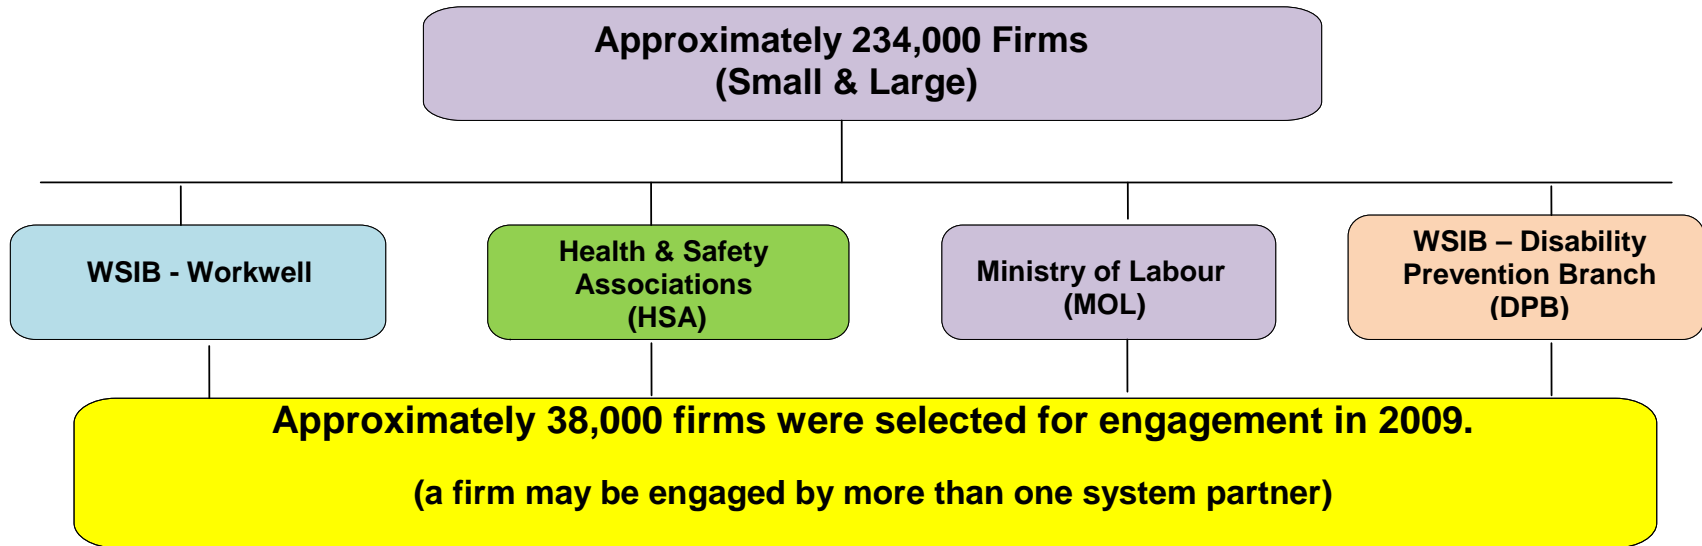 Approximately 234,000 Firms
(Small & Large)
WSIB - Workwell
Health & Safety
Associations
(HSA)
Ministry of Labour
(MOL)
WSIB – Disability
Prevention Branch
(DPB)
Approximately 38,000 firms were selected for engagement in 2009.
(a firm may be engaged by more than one system partner)